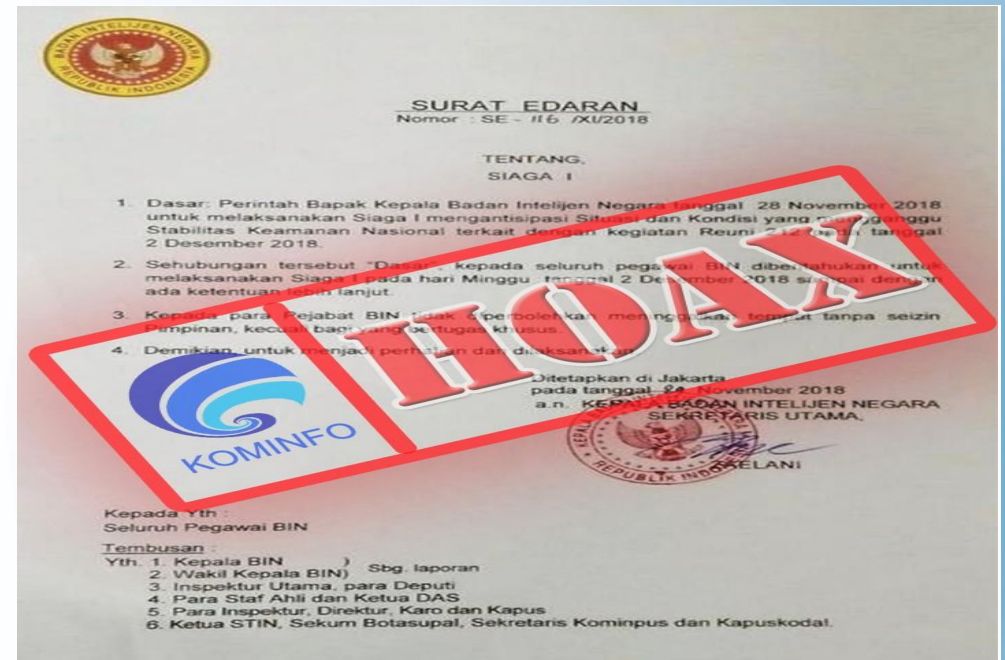 BADAN INTELIJEN NEGARA
REPUBLIK INDONESIA
SURAT EDARAN
Nomor : SE - 116 /XI/2018
TENTANG,
SIAGA I
1. Dasar: Perintah Bapak Kepala Badan Intelijen Negara tanggal 28 November 2018
untuk melaksanakan Siaga I mengantisipasi Situasi dan Kondisi yang mengganggu
Stabilitas Keamanan Nasional terkait dengan kegiatan Reuni 212 pada tanggal
2 Desember 2018.
2. Sehubungan tersebut "Dasar", kepada seluruh pegawai BIN diberitahukan untuk
melaksanakan Siaga I pada hari Minggu tanggal 2 Desember 2018 sampai dengan
ada ketentuan lebih lanjut.
3. Kepada para Pejabat BIN tidak diperbolehkan meninggalkan tempat tanpa seizin
Pimpinan, kecuali bagi yang bertugas khusus.
4. Demikian, untuk menjadi perhatian dan dilaksanakan
HOAX
KOMINFO
Ditetapkan di Jakarta
pada tanggal November 2018
a.n. KEPALA BADAN INTELIJEN NEGARA
SEKRETARIS UTAMA,
REPUBLIK INDONESIA
Kepada Yth :
Seluruh Pegawai BIN
Tembusan :
Yth. 1. Kepala BIN )
2. Wakil Kepala BIN) Sbg. laporan
3. Inspektur Utama, para Deputi
4. Para Staf Ahli dan Ketua DAS
5. Para Inspektur, Direktur, Karo dan Kapus
6. Ketua STIN, Sekum Botasupal, Sekretaris Kominpus dan Kapuskodal.